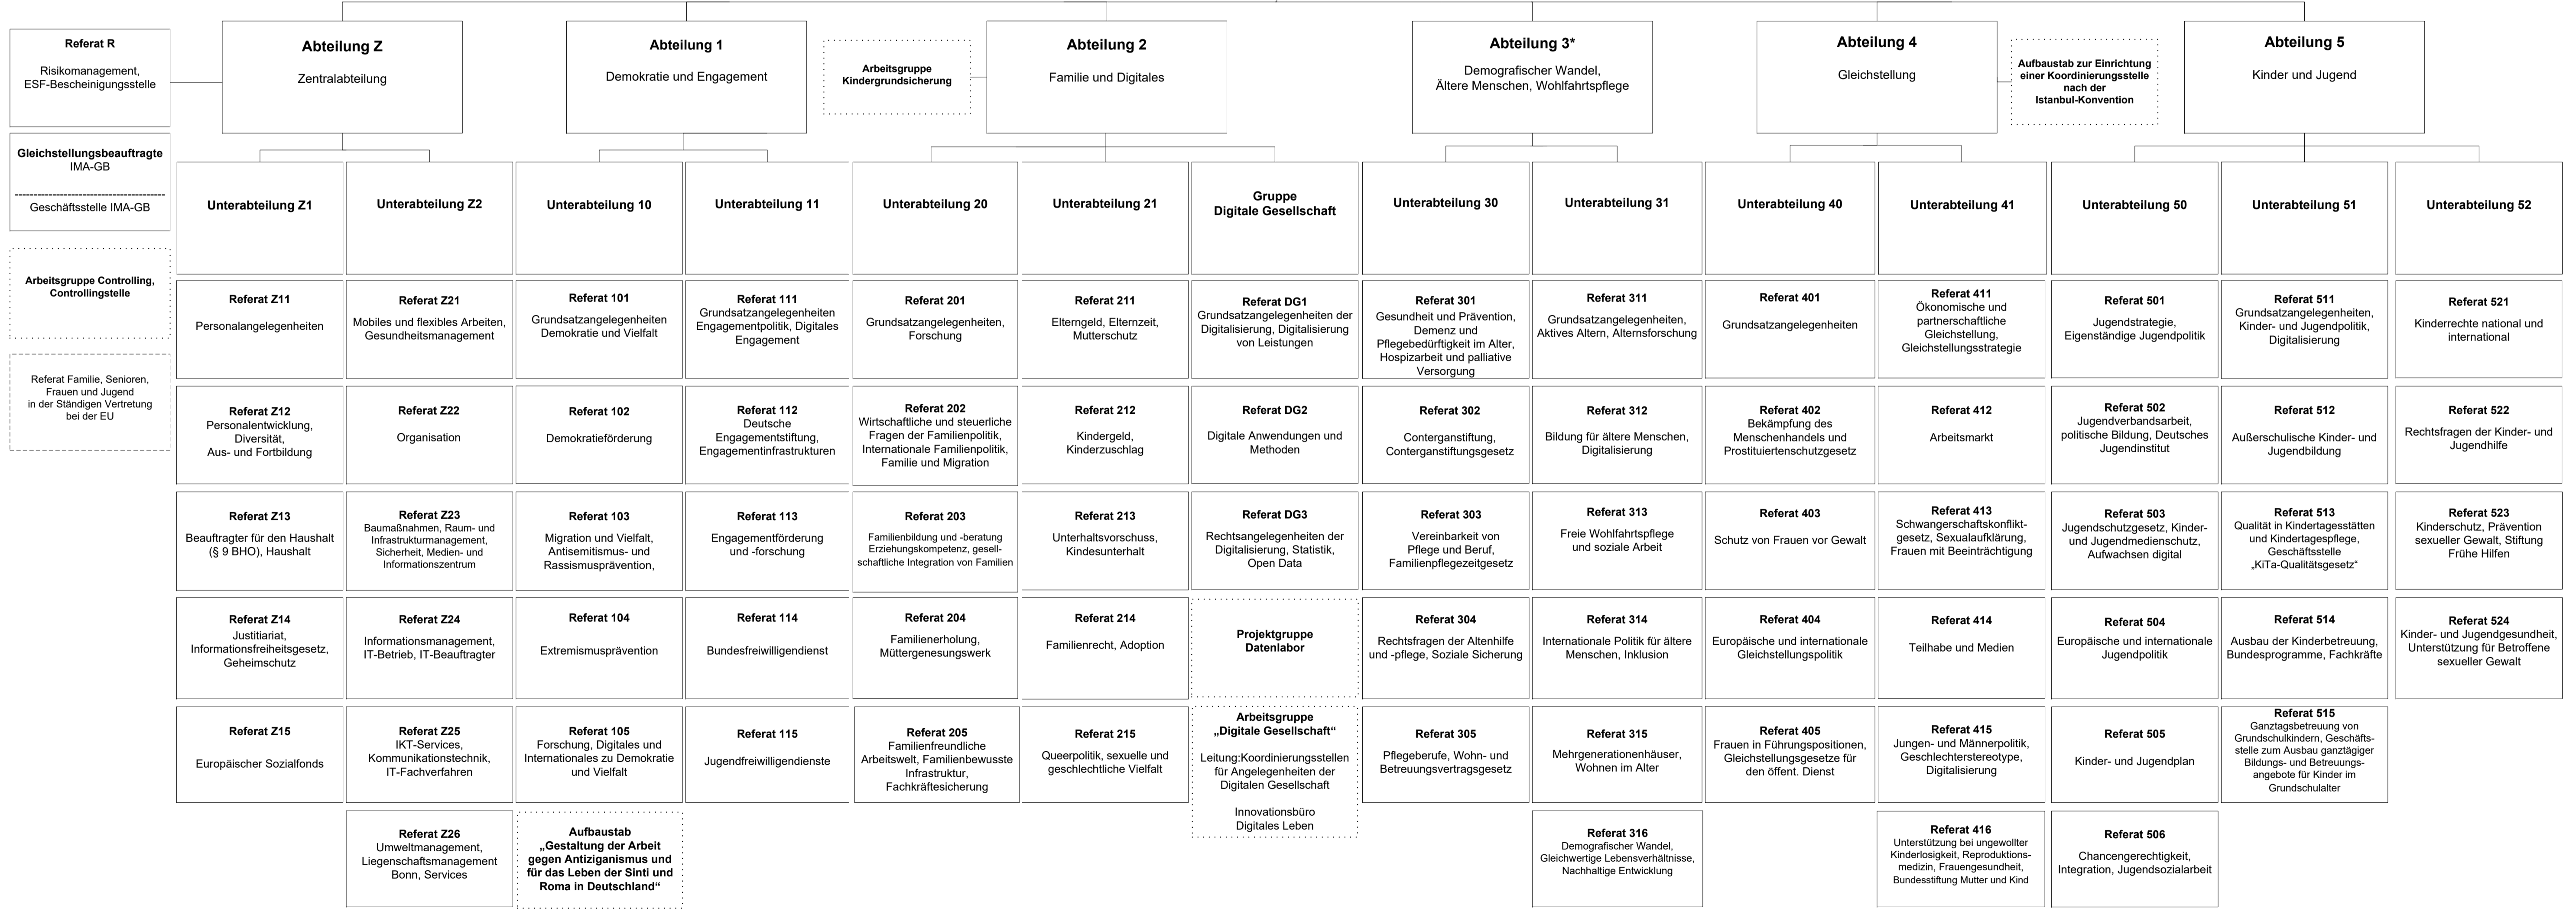 Referat R
Risikomanagement,
ESF-Bescheinigungsstelle
Abteilung Z
Zentralabteilung
Abteilung 1
Demokratie und Engagement
Arbeitsgruppe
Kindergrundsicherung
Abteilung 2
Familie und Digitales
Abteilung 3*
Demografischer Wandel,
Ältere Menschen, Wohlfahrtspflege
Abteilung 4
Gleichstellung
Aufbaustab zur Einrichtung
einer Koordinierungsstelle
nach der
Istanbul-Konvention
Abteilung 5
Kinder und Jugend
Gleichstellungsbeauftragte
IMA-GB
Geschäftsstelle IMA-GB
Arbeitsgruppe Controlling,
Controllingstelle
Referat Familie, Senioren,
Frauen und Jugend
in der Ständigen Vertretung
bei der EU
Unterabteilung Z1
Unterabteilung Z2
Unterabteilung 10
Unterabteilung 11
Unterabteilung 20
Unterabteilung 21
Gruppe
Digitale Gesellschaft
Unterabteilung 30
Unterabteilung 31
Unterabteilung 40
Unterabteilung 41
Unterabteilung 50
Unterabteilung 51
Unterabteilung 52
Referat Z11
Personalangelegenheiten
Referat Z21
Mobiles und flexibles Arbeiten,
Gesundheitsmanagement
Referat 101
Grundsatzangelegenheiten
Demokratie und Vielfalt
Referat 111
Grundsatzangelegenheiten
Engagementpolitik, Digitales
Engagement
Referat 201
Grundsatzangelegenheiten,
Forschung
Referat 211
Elterngeld, Elternzeit,
Mutterschutz
Referat DG1
Grundsatzangelegenheiten der
Digitalisierung, Digitalisierung
von Leistungen
Referat 301
Gesundheit und Prävention,
Demenz und
Pflegebedürftigkeit im Alter,
Hospizarbeit und palliative
Versorgung
Referat 311
Grundsatzangelegenheiten,
Aktives Altern, Alternsforschung
Referat 401
Grundsatzangelegenheiten
Referat 411
Ökonomische und
partnerschaftliche
Gleichstellung,
Gleichstellungsstrategie
Referat 501
Jugendstrategie,
Eigenständige Jugendpolitik
Referat 511
Grundsatzangelegenheiten,
Kinder- und Jugendpolitik,
Digitalisierung
Referat 521
Kinderrechte national und
international
Referat Z12
Personalentwicklung,
Diversität,
Aus- und Fortbildung
Referat Z22
Organisation
Referat 102
Demokratieförderung
Referat 112
Deutsche
Engagementstiftung,
Engagementinfrastrukturen
Referat 202
Wirtschaftliche und steuerliche
Fragen der Familienpolitik,
Internationale Familienpolitik,
Familie und Migration
Referat 212
Kindergeld,
Kinderzuschlag
Referat DG2
Digitale Anwendungen und
Methoden
Referat 302
Conterganstiftung,
Conterganstiftungsgesetz
Referat 312
Bildung für ältere Menschen,
Digitalisierung
Referat 402
Bekämpfung des
Menschenhandels und
Prostituiertenschutzgesetz
Referat 412
Arbeitsmarkt
Referat 502
Jugendverbandsarbeit,
politische Bildung, Deutsches
Jugendinstitut
Referat 512
Außerschulische Kinder- und
Jugendbildung
Referat 522
Rechtsfragen der Kinder- und
Jugendhilfe
Referat Z13
Beauftragter für den Haushalt
(§ 9 BHO), Haushalt
Referat Z23
Baumaßnahmen, Raum- und
Infrastrukturmanagement,
Sicherheit, Medien- und
Informationszentrum
Referat 103
Migration und Vielfalt,
Antisemitismus- und
Rassismusprävention,
Referat 113
Engagementförderung
und -forschung
Referat 203
Familienbildung und -beratung
Erziehungskompetenz, gesell-
schaftliche Integration von Familien
Referat 213
Unterhaltsvorschuss,
Kindesunterhalt
Referat DG3
Rechtsangelegenheiten der
Digitalisierung, Statistik,
Open Data
Referat 303
Vereinbarkeit von
Pflege und Beruf,
Familienpflegezeitgesetz
Referat 313
Freie Wohlfahrtspflege
und soziale Arbeit
Referat 403
Schutz von Frauen vor Gewalt
Referat 413
Schwangerschaftskonflikt-
gesetz, Sexualaufklärung,
Frauen mit Beeinträchtigung
Referat 503
Jugendschutzgesetz, Kinder-
und Jugendmedienschutz,
Aufwachsen digital
Referat 513
Qualität in Kindertagesstätten
und Kindertagespflege,
Geschäftsstelle
„KiTa-Qualitätsgesetz“
Referat 523
Kinderschutz, Prävention
sexueller Gewalt, Stiftung
Frühe Hilfen
Referat Z14
Justitiariat,
Informationsfreiheitsgesetz,
Geheimschutz
Referat Z24
Informationsmanagement,
IT-Betrieb, IT-Beauftragter
Referat 104
Extremismusprävention
Referat 114
Bundesfreiwilligendienst
Referat 204
Familienerholung,
Müttergenesungswerk
Referat 214
Familienrecht, Adoption
Projektgruppe
Datenlabor
Referat 304
Rechtsfragen der Altenhilfe
und -pflege, Soziale Sicherung
Referat 314
Internationale Politik für ältere
Menschen, Inklusion
Referat 404
Europäische und internationale
Gleichstellungspolitik
Referat 414
Teilhabe und Medien
Referat 504
Europäische und internationale
Jugendpolitik
Referat 514
Ausbau der Kinderbetreuung,
Bundesprogramme, Fachkräfte
Referat 524
Kinder- und Jugendgesundheit,
Unterstützung für Betroffene
sexueller Gewalt
Referat Z15
Europäischer Sozialfonds
Referat Z25
IKT-Services,
Kommunikationstechnik,
IT-Fachverfahren
Referat 105
Forschung, Digitales und
Internationales zu Demokratie
und Vielfalt
Referat 115
Jugendfreiwilligendienste
Referat 205
Familienfreundliche
Arbeitswelt, Familienbewusste
Infrastruktur,
Fachkräftesicherung
Referat 215
Queerpolitik, sexuelle und
geschlechtliche Vielfalt
Arbeitsgruppe
„Digitale Gesellschaft“
Leitung:Koordinierungsstellen
für Angelegenheiten der
Digitalen Gesellschaft
Innovationsbüro
Digitales Leben
Referat 305
Pflegeberufe, Wohn- und
Betreuungsvertragsgesetz
Referat 315
Mehrgenerationenhäuser,
Wohnen im Alter
Referat 405
Frauen in Führungspositionen,
Gleichstellungsgesetze für
den öffent. Dienst
Referat 415
Jungen- und Männerpolitik,
Geschlechterstereotype,
Digitalisierung
Referat 505
Kinder- und Jugendplan
Referat 515
Ganztagsbetreuung von
Grundschulkindern, Geschäfts-
stelle zum Ausbau ganztägiger
Bildungs- und Betreuungs-
angebote für Kinder im
Grundschulalter
Referat Z26
Umweltmanagement,
Liegenschaftsmanagement
Bonn, Services
Aufbaustab
„Gestaltung der Arbeit
gegen Antiziganismus und
für das Leben der Sinti und
Roma in Deutschland“
Referat 316
Demografischer Wandel,
Gleichwertige Lebensverhältnisse,
Nachhaltige Entwicklung
Referat 416
Unterstützung bei ungewollter
Kinderlosigkeit, Reproduktions-
medizin, Frauengesundheit,
Bundesstiftung Mutter und Kind
Referat 506
Chancengerechtigkeit,
Integration, Jugendsozialarbeit